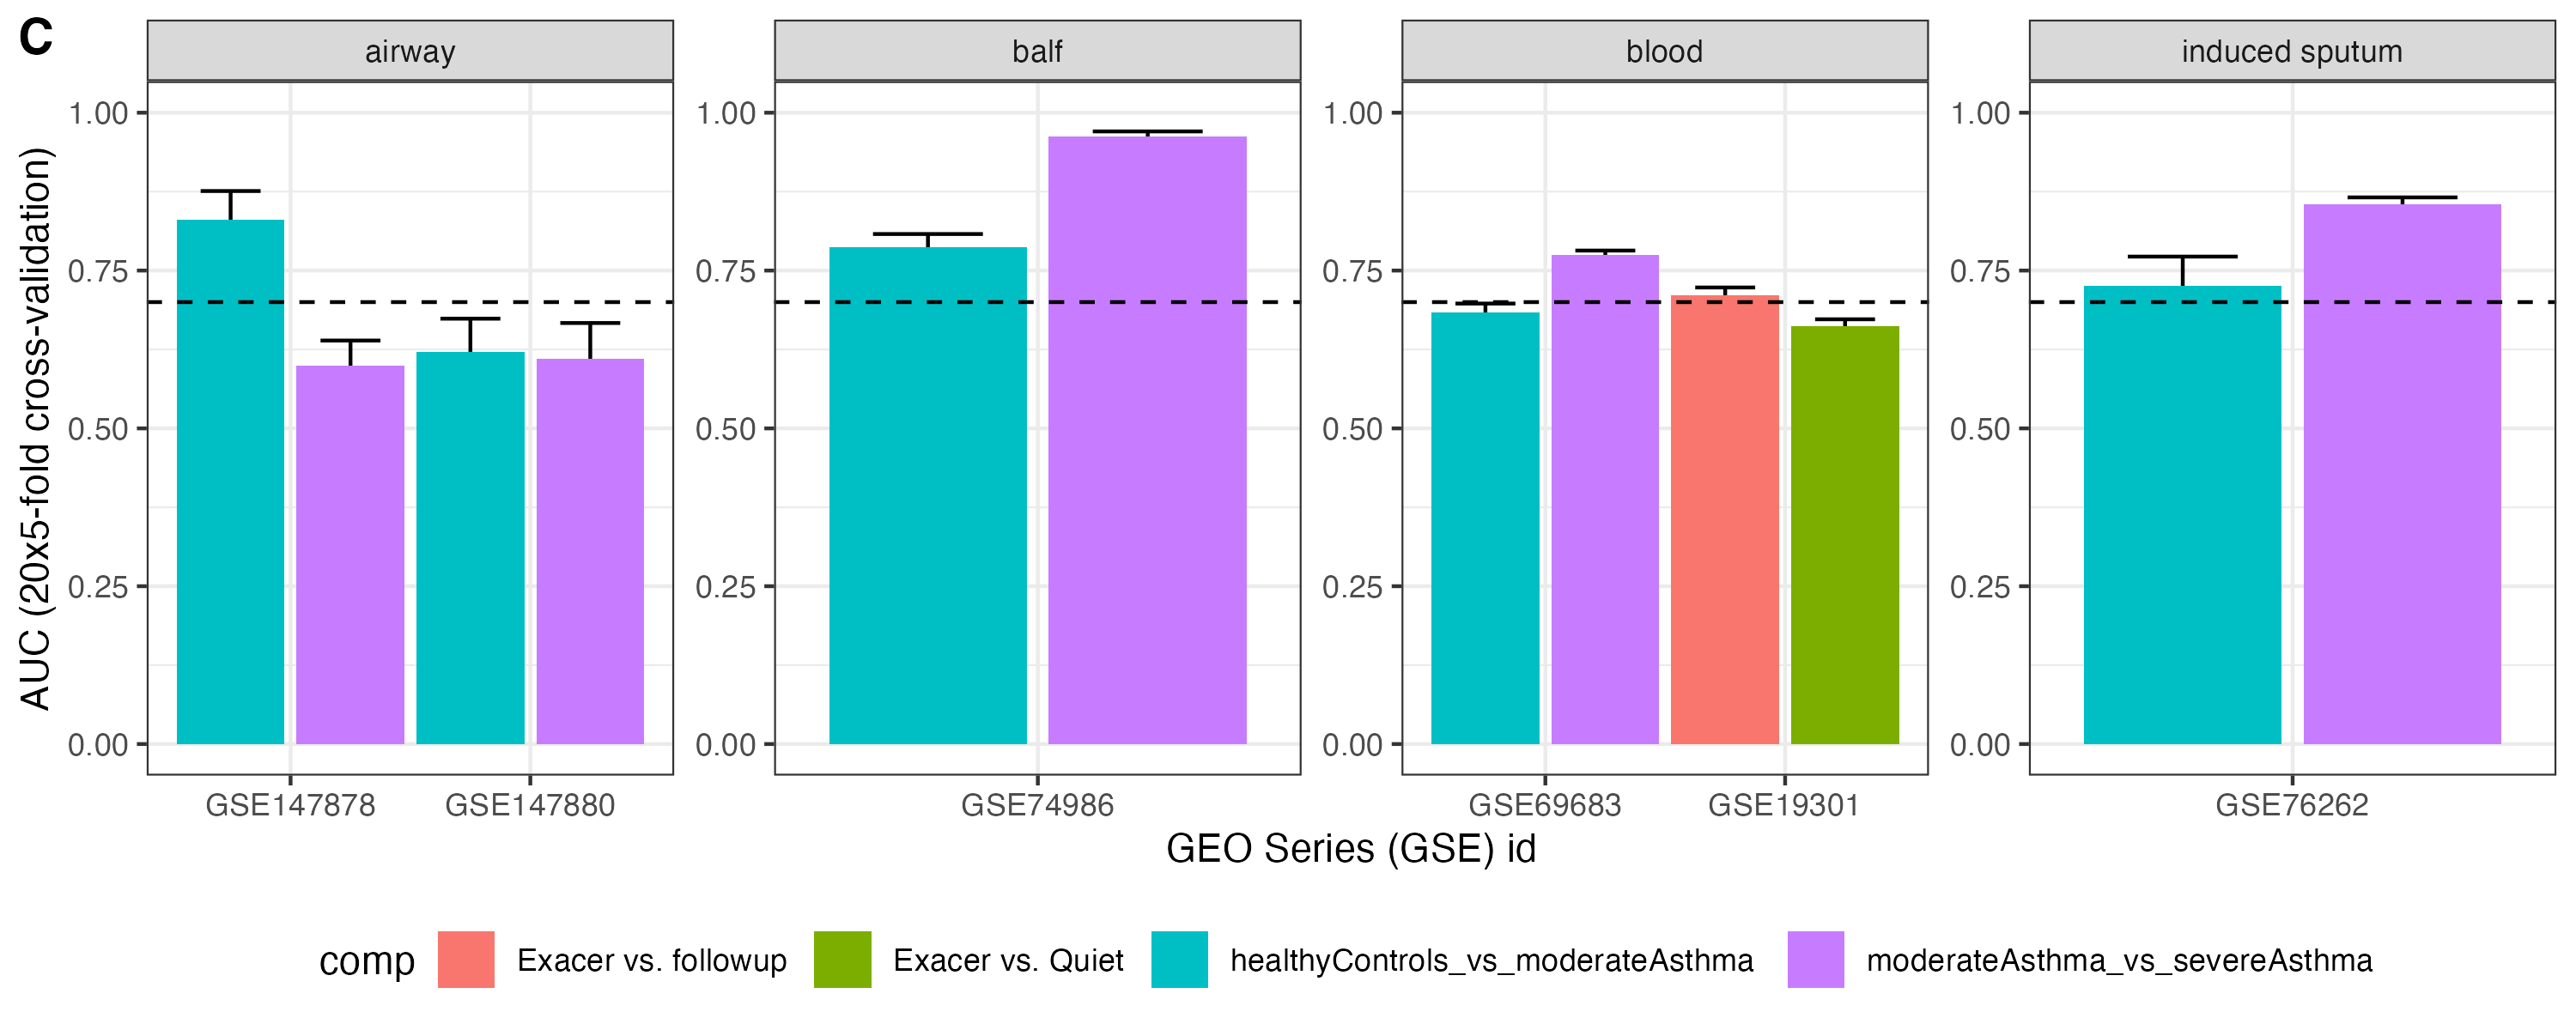 C
airway
balf
blood
induced sputum
AUC (20x5-fold cross-validation)
1.00
0.75
0.50
0.25
0.00
1.00
0.75
0.50
0.25
0.00
1.00
0.75
0.50
0.25
0.00
1.00
0.75
0.50
0.25
0.00
GSE147878
GSE147880
GSE74986
GSE69683
GSE19301
GSE76262
GEO Series (GSE) id
comp
Exacer vs. followup
Exacer vs. Quiet
healthyControls_vs_moderateAsthma
moderateAsthma_vs_severeAsthma